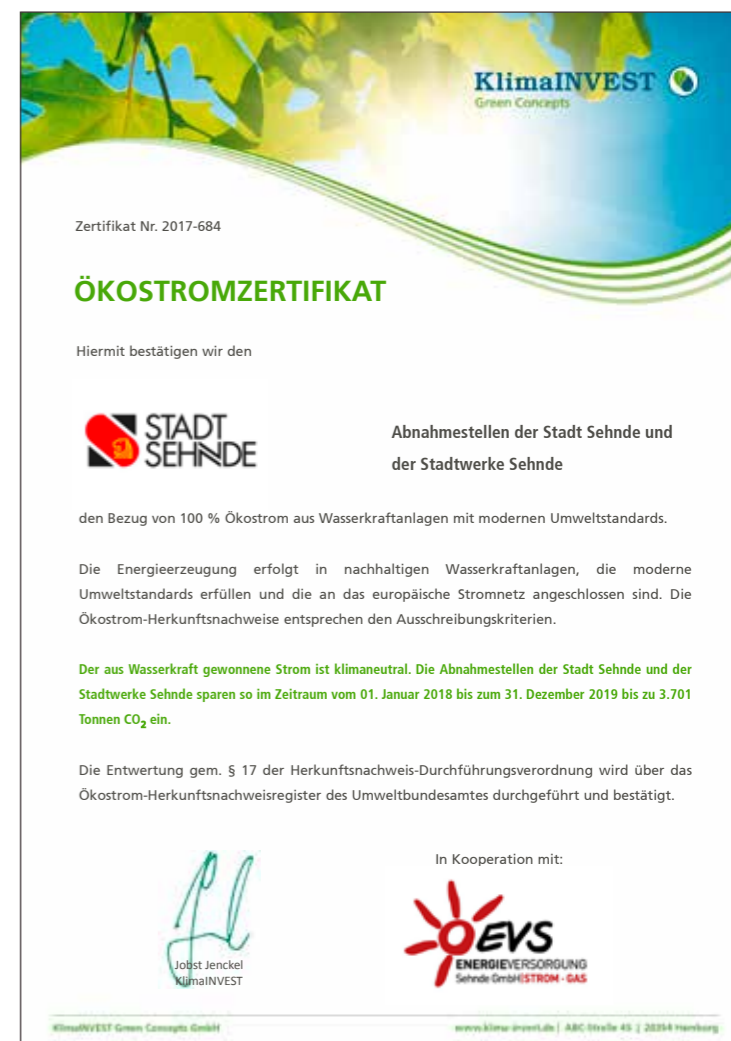 KlimaINVEST
Green Concepts
Zertifikat Nr. 2017-684
ÖKOSTROMZERTIFIKAT
Hiermit bestätigen wir den
STADT
SEHNDE
Abnahmestellen der Stadt Sehnde und
der Stadtwerke Sehnde
den Bezug von 100 % Ökostrom aus Wasserkraftanlagen mit modernen Umweltstandards.
Die Energieerzeugung erfolgt in nachhaltigen Wasserkraftanlagen, die moderne
Umweltstandards erfüllen und die an das europäische Stromnetz angeschlossen sind. Die
Ökostrom-Herkunftsnachweise entsprechen den Ausschreibungskriterien.
Der aus Wasserkraft gewonnene Strom ist klimaneutral. Die Abnahmestellen der Stadt Sehnde und der
Stadtwerke Sehnde sparen so im Zeitraum vom 01. Januar 2018 bis zum 31. Dezember 2019 bis zu 3.701
Tonnen CO₂ ein.
Die Entwertung gem. § 17 der Herkunftsnachweis-Durchführungsverordnung wird über das
Ökostrom-Herkunftsnachweisregister des Umweltbundesamtes durchgeführt und bestätigt.
In Kooperation mit:
Jobst Jenckel
KlimaINVEST
EVS
ENERGIEVERSORGUNG
Sehnde GmbH STROM - GAS
KlimaINVEST Green Concepts GmbH
www.klima-invest.de | ABC-Straße 45 | 20354 Hamburg